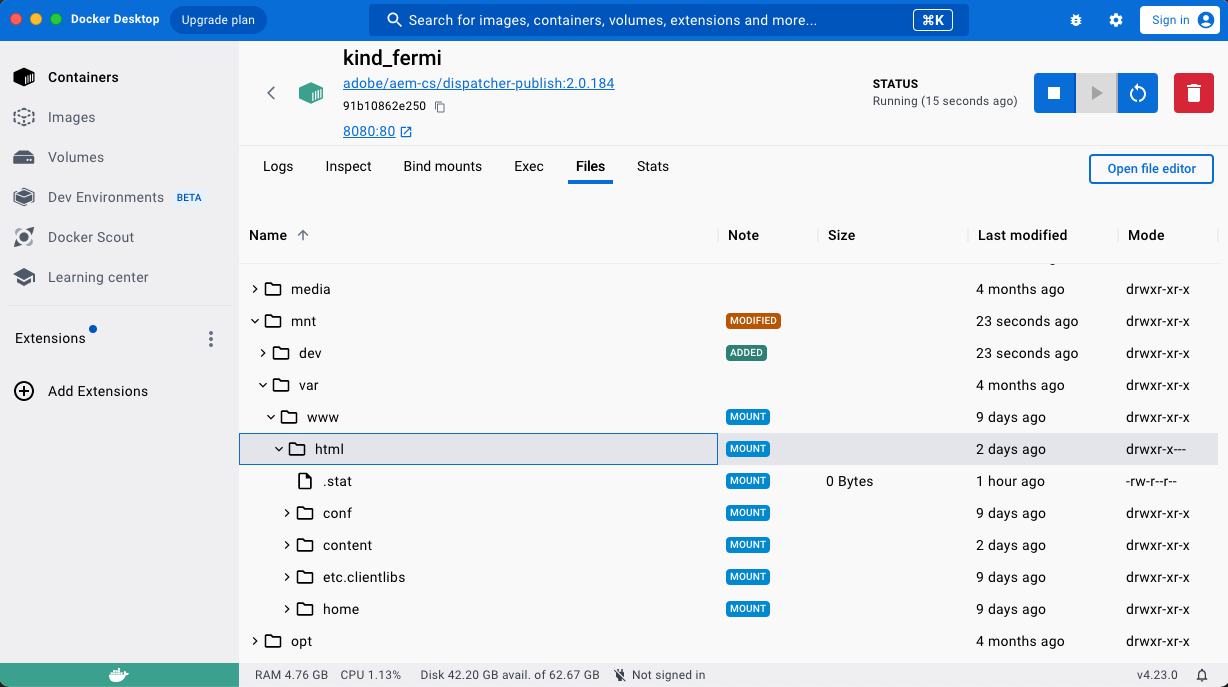 Docker Desktop Upgrade plan Search for images, containers, volumes, extensions and more... ⌘K Sign in
Containers
Images
Volumes
Dev Environments BETA
Docker Scout
Learning center
Extensions
Add Extensions
kind_fermi
adobe/aem-cs/dispatcher-publish:2.0.184
91b10862e250
8080:80
STATUS
Running (15 seconds ago)
Logs Inspect Bind mounts Exec Files Stats Open file editor
Name Note Size Last modified Mode
media 4 months ago drwxr-xr-x
mnt MODIFIED 23 seconds ago drwxr-xr-x
dev ADDED 23 seconds ago drwxr-xr-x
var 4 months ago drwxr-xr-x
www MOUNT 9 days ago drwxr-xr-x
html MOUNT 2 days ago drwxr-x---
.stat MOUNT 0 Bytes 1 hour ago -rw-r--r--
conf MOUNT 9 days ago drwxr-xr-x
content MOUNT 2 days ago drwxr-xr-x
etc.clientlibs MOUNT 9 days ago drwxr-xr-x
home MOUNT 9 days ago drwxr-xr-x
opt 4 months ago drwxr-xr-x
RAM 4.76 GB CPU 1.13% Disk 42.20 GB avail. of 62.67 GB Not signed in v4.23.0